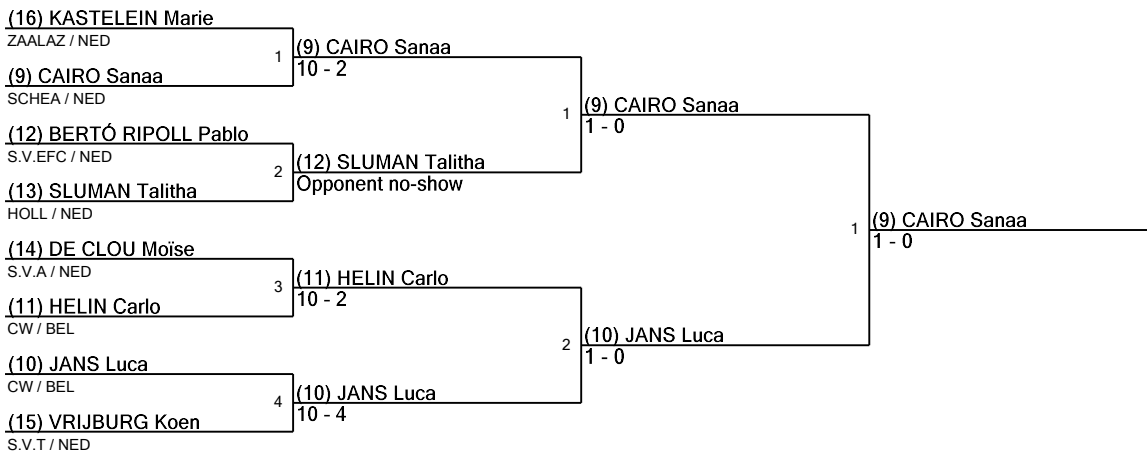 (16) KASTELEIN Marie
ZAALAZ / NED
(9) CAIRO Sanaa
SCHEA / NED
(12) BERTÓ RIPOLL Pablo
S.V.EFC / NED
(13) SLUMAN Talitha
HOLL / NED
(14) DE CLOU Moïse
S.V.A / NED
(11) HELIN Carlo
CW / BEL
(10) JANS Luca
CW / BEL
(15) VRIJBURG Koen
S.V.T / NED
1
(9) CAIRO Sanaa
10 - 2
2
(12) SLUMAN Talitha
Opponent no-show
3
(11) HELIN Carlo
10 - 2
4
(10) JANS Luca
10 - 4
1
(9) CAIRO Sanaa
1 - 0
2
(10) JANS Luca
1 - 0
1
(9) CAIRO Sanaa
1 - 0